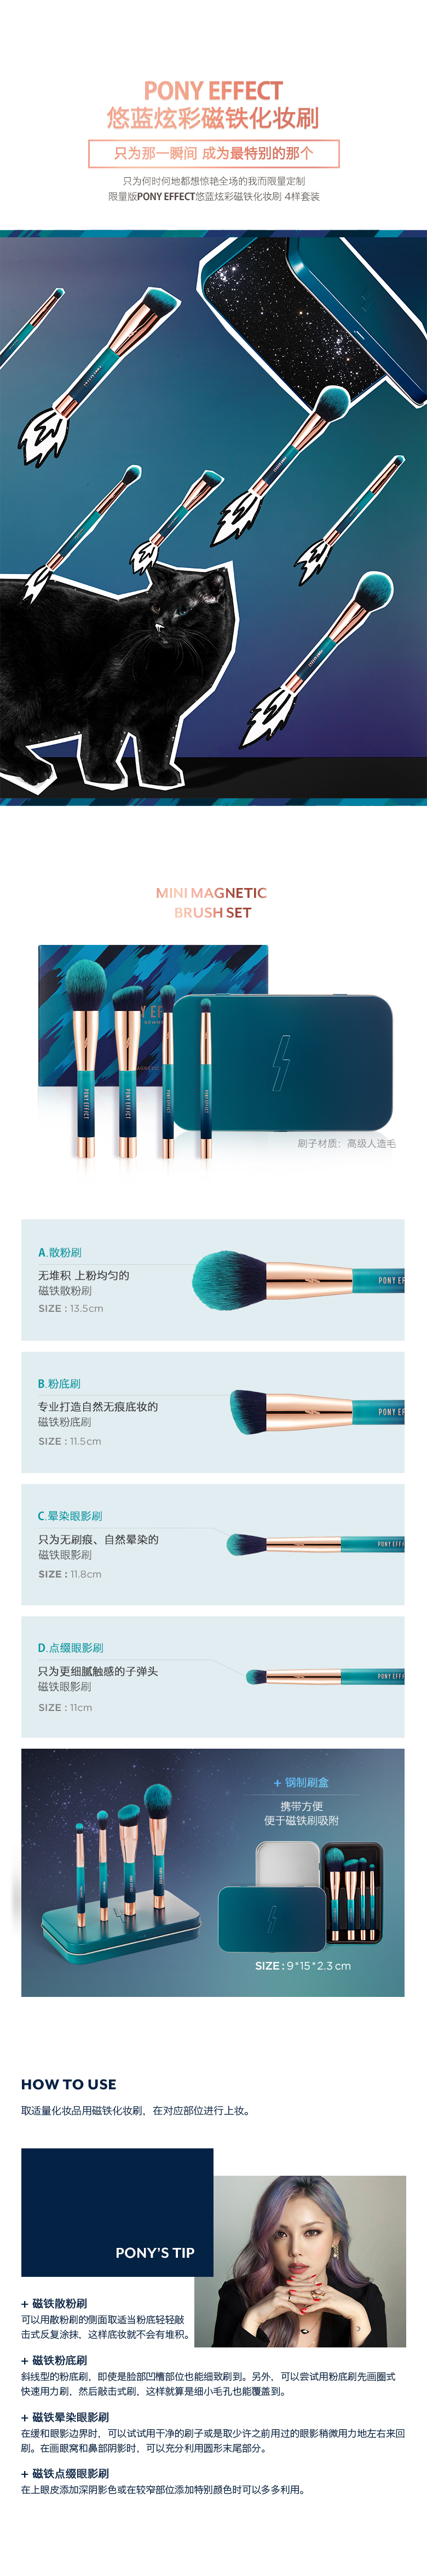 PONY EFFECT
悠蓝炫彩磁铁化妆刷
只为那一瞬间 成为最特别的那个
只为何时何地都想惊艳全场的我而限量定制
限量版PONY EFFECT悠蓝炫彩磁铁化妆刷 4样套装
MINI MAGNETIC
BRUSH SET
PONY EFFECT
PONY EFFECT
PONY EFFECT
PONY EFFECT
刷子材质：高级人造毛
A.散粉刷
无堆积 上粉均匀的
磁铁散粉刷
SIZE : 13.5cm
PONY EF
B.粉底刷
专业打造自然无痕底妆的
磁铁粉底刷
SIZE : 11.5cm
PONY EF
C.晕染眼影刷
只为无刷痕、自然晕染的
磁铁眼影刷
SIZE : 11.8cm
PONY EFFE
D.点缀眼影刷
只为更细腻触感的子弹头
磁铁眼影刷
SIZE : 11cm
PONY EFFE
+ 钢制刷盒
携带方便
便于磁铁刷吸附
SIZE : 9*15*2.3 cm
HOW TO USE
取适量化妆品用磁铁化妆刷，在对应部位进行上妆。
PONY'S TIP
+ 磁铁散粉刷
可以用散粉刷的侧面取适当粉底轻轻敲
击式反复涂抹，这样底妆就不会有堆积。
+ 磁铁粉底刷
斜线型的粉底刷，即使是脸部凹槽部位也能细致刷到。另外，可以尝试用粉底刷先画圈式
快速用力刷，然后敲击式刷，这样就算是细小毛孔也能覆盖到。
+ 磁铁晕染眼影刷
在缓和眼影边界时，可以试试用干净的刷子或是取少许之前用过的眼影稍微用力地左右来回
刷。在画眼窝和鼻部阴影时，可以充分利用圆形末尾部分。
+ 磁铁点缀眼影刷
在上眼皮添加深阴影色或在较窄部位添加特别颜色时可以多多利用。